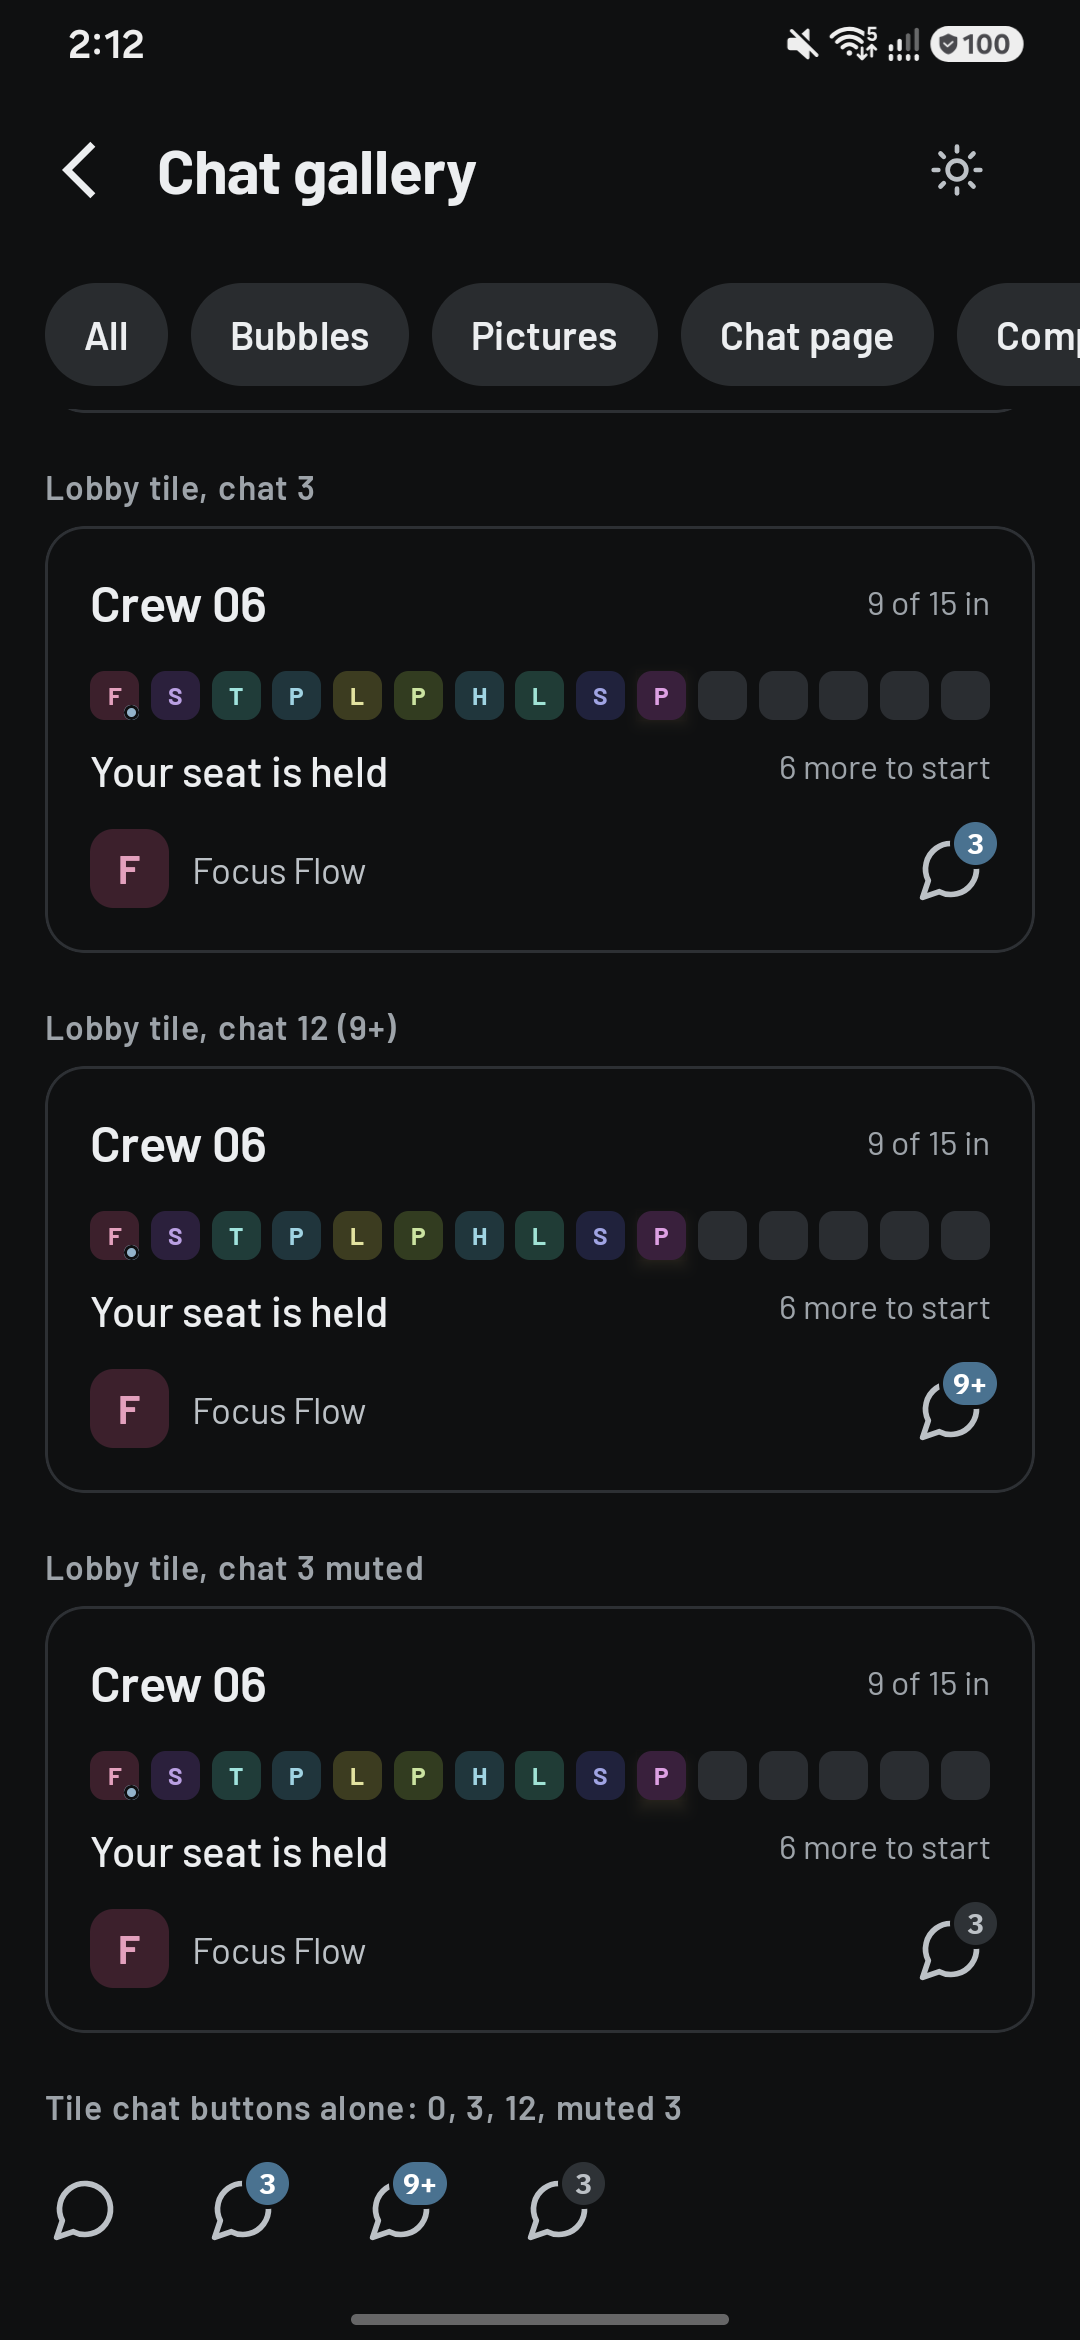 2:12
5
100
Chat gallery
All Bubbles Pictures Chat page Comp
Lobby tile, chat 3
Crew 06 9 of 15 in
F S T P L P H L S P
Your seat is held 6 more to start
F Focus Flow 3
Lobby tile, chat 12 (9+)
Crew 06 9 of 15 in
F S T P L P H L S P
Your seat is held 6 more to start
F Focus Flow 9+
Lobby tile, chat 3 muted
Crew 06 9 of 15 in
F S T P L P H L S P
Your seat is held 6 more to start
F Focus Flow 3
Tile chat buttons alone: 0, 3, 12, muted 3
3 9+ 3